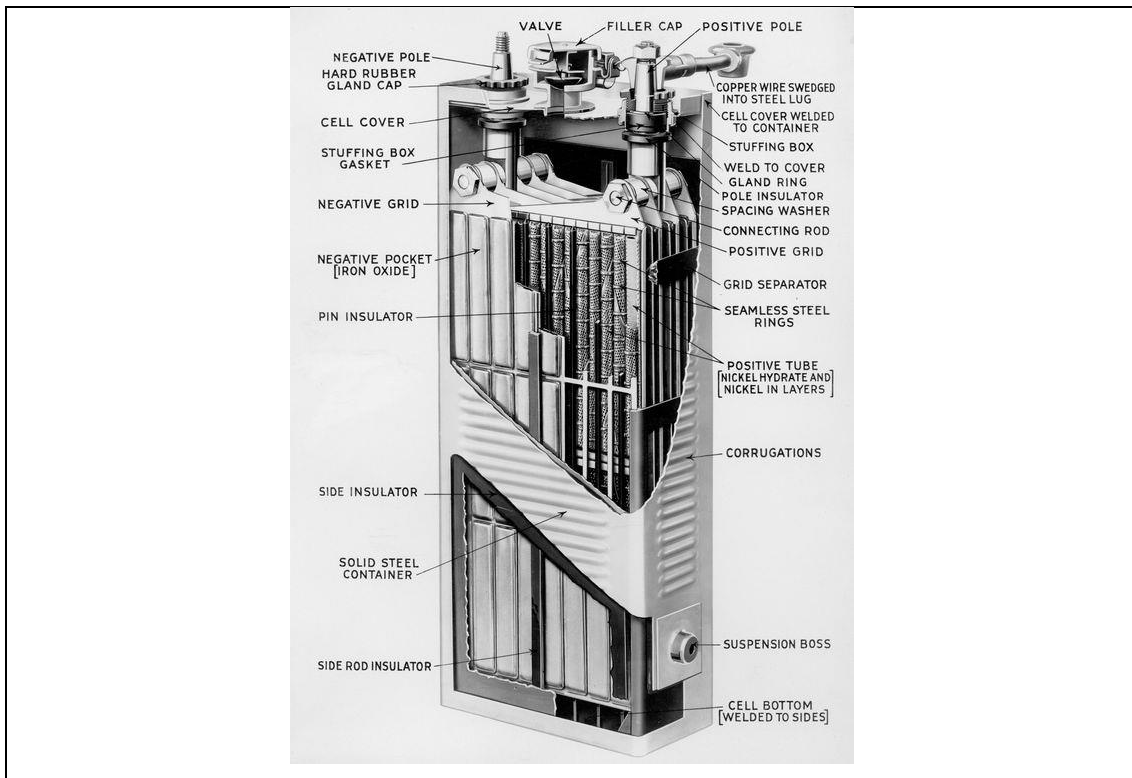 VALVE
FILLER CAP
POSITIVE POLE
NEGATIVE POLE
HARD RUBBER
GLAND CAP
CELL COVER
STUFFING BOX
GASKET
NEGATIVE GRID
NEGATIVE POCKET
[IRON OXIDE]
PIN INSULATOR
SIDE INSULATOR
SOLID STEEL
CONTAINER
SIDE ROD INSULATOR
COPPER WIRE SWEDGED
INTO STEEL LUG
CELL COVER WELDED
TO CONTAINER
STUFFING BOX
WELD TO COVER
GLAND RING
POLE INSULATOR
SPACING WASHER
CONNECTING ROD
POSITIVE GRID
GRID SEPARATOR
SEAMLESS STEEL
RINGS
POSITIVE TUBE
[NICKEL HYDRATE AND
NICKEL IN LAYERS]
CORRUGATIONS
SUSPENSION BOSS
CELL BOTTOM
[WELDED TO SIDES]